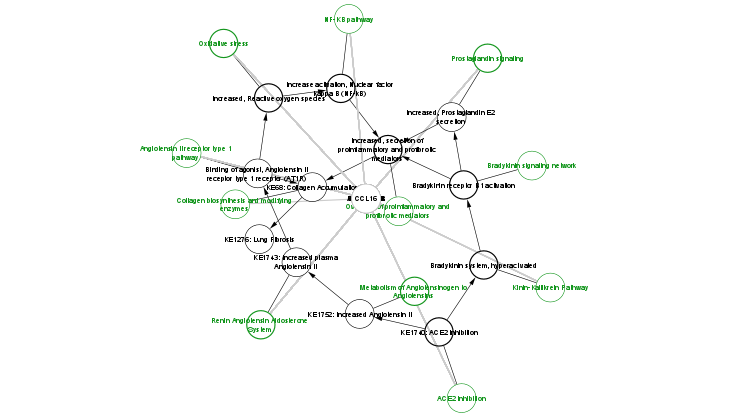 NF-KB pathway
Oxidative stress
Prostaglandin signaling
Increase activation, Nuclear factor
kappa B (NF-kB)
Increased, Reactive oxygen species
Increased, Prostaglandin E2
secretion
Angiotensin II receptor type 1
pathway
Increased, secretion of
proinflammatory and profibrotic
mediators
Binding of agonist, Angiotensin II
receptor type 1 receptor (AT1R)
Bradykinin signaling network
KE68: Collagen Accumulation
Bradykinin receptor B1 activation
Collagen biosynthesis and modifying
enzymes
CCL16
proinflammatory and
profibrotic mediators
KE1276: Lung Fibrosis
KE1743: Increased plasma
Angiotensin II
Bradykinin system, hyperactivated
Metabolism of Angiotensinogen to
Angiotensins
Kinin-Kallikrein Pathway
Renin Angiotensin Aldosterone
System
KE1752: Increased Angiotensin II
KE1740: ACE2 Inhibition
ACE2 Inhibition